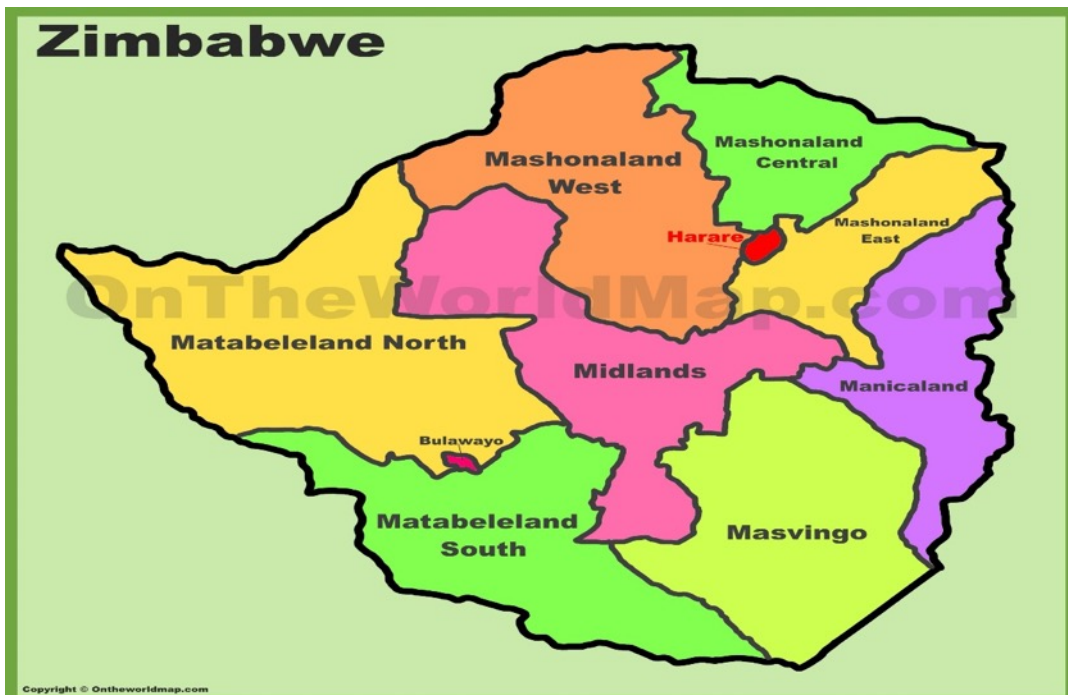 Zimbabwe
Mashonaland
West
Mashonaland
Central
Mashonaland
East
Harare
OnTheWorldMap.com
Matabeleland North
Midlands
Manicaland
Bulawayo
Matabeleland
South
Masvingo
Copyright © Ontheworldmap.com